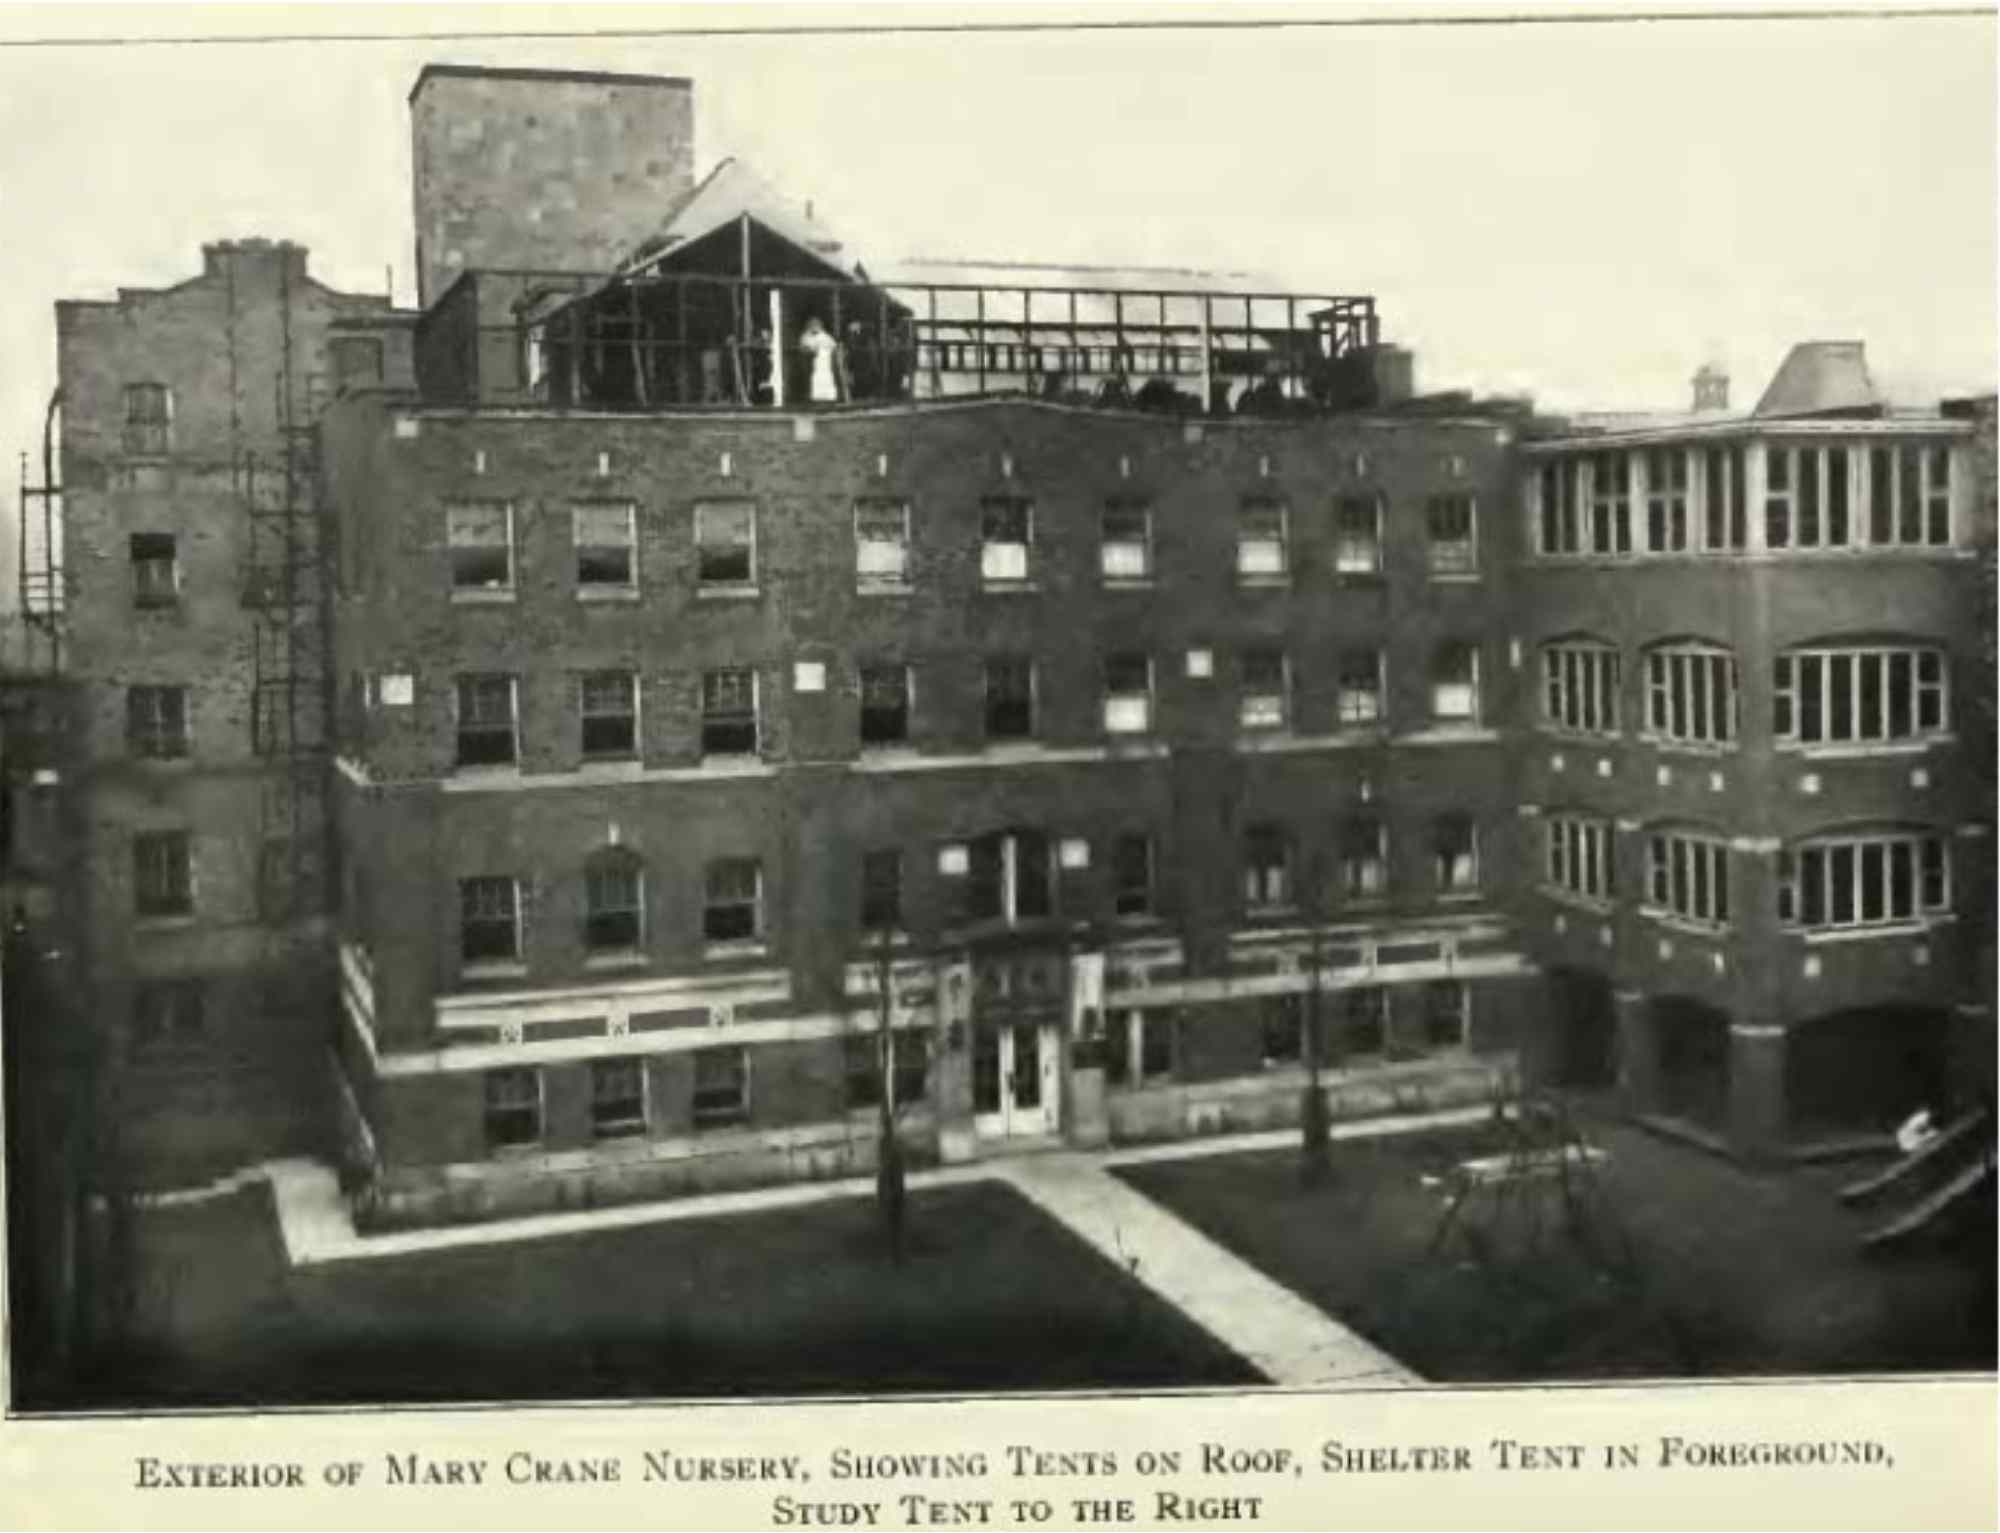 EXTERIOR OF MARY CRANE NURSERY, SHOWING TENTS ON ROOF, SHELTER TENT IN FOREGROUND,
STUDY TENT TO THE RIGHT